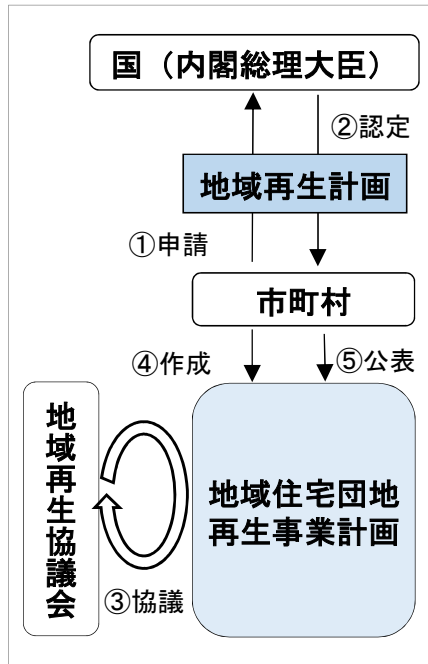 国（内閣総理大臣）
②認定
地域再生計画
①申請
市町村
④作成
⑤公表
地域再生協議会
地域住宅団地
再生事業計画
③協議